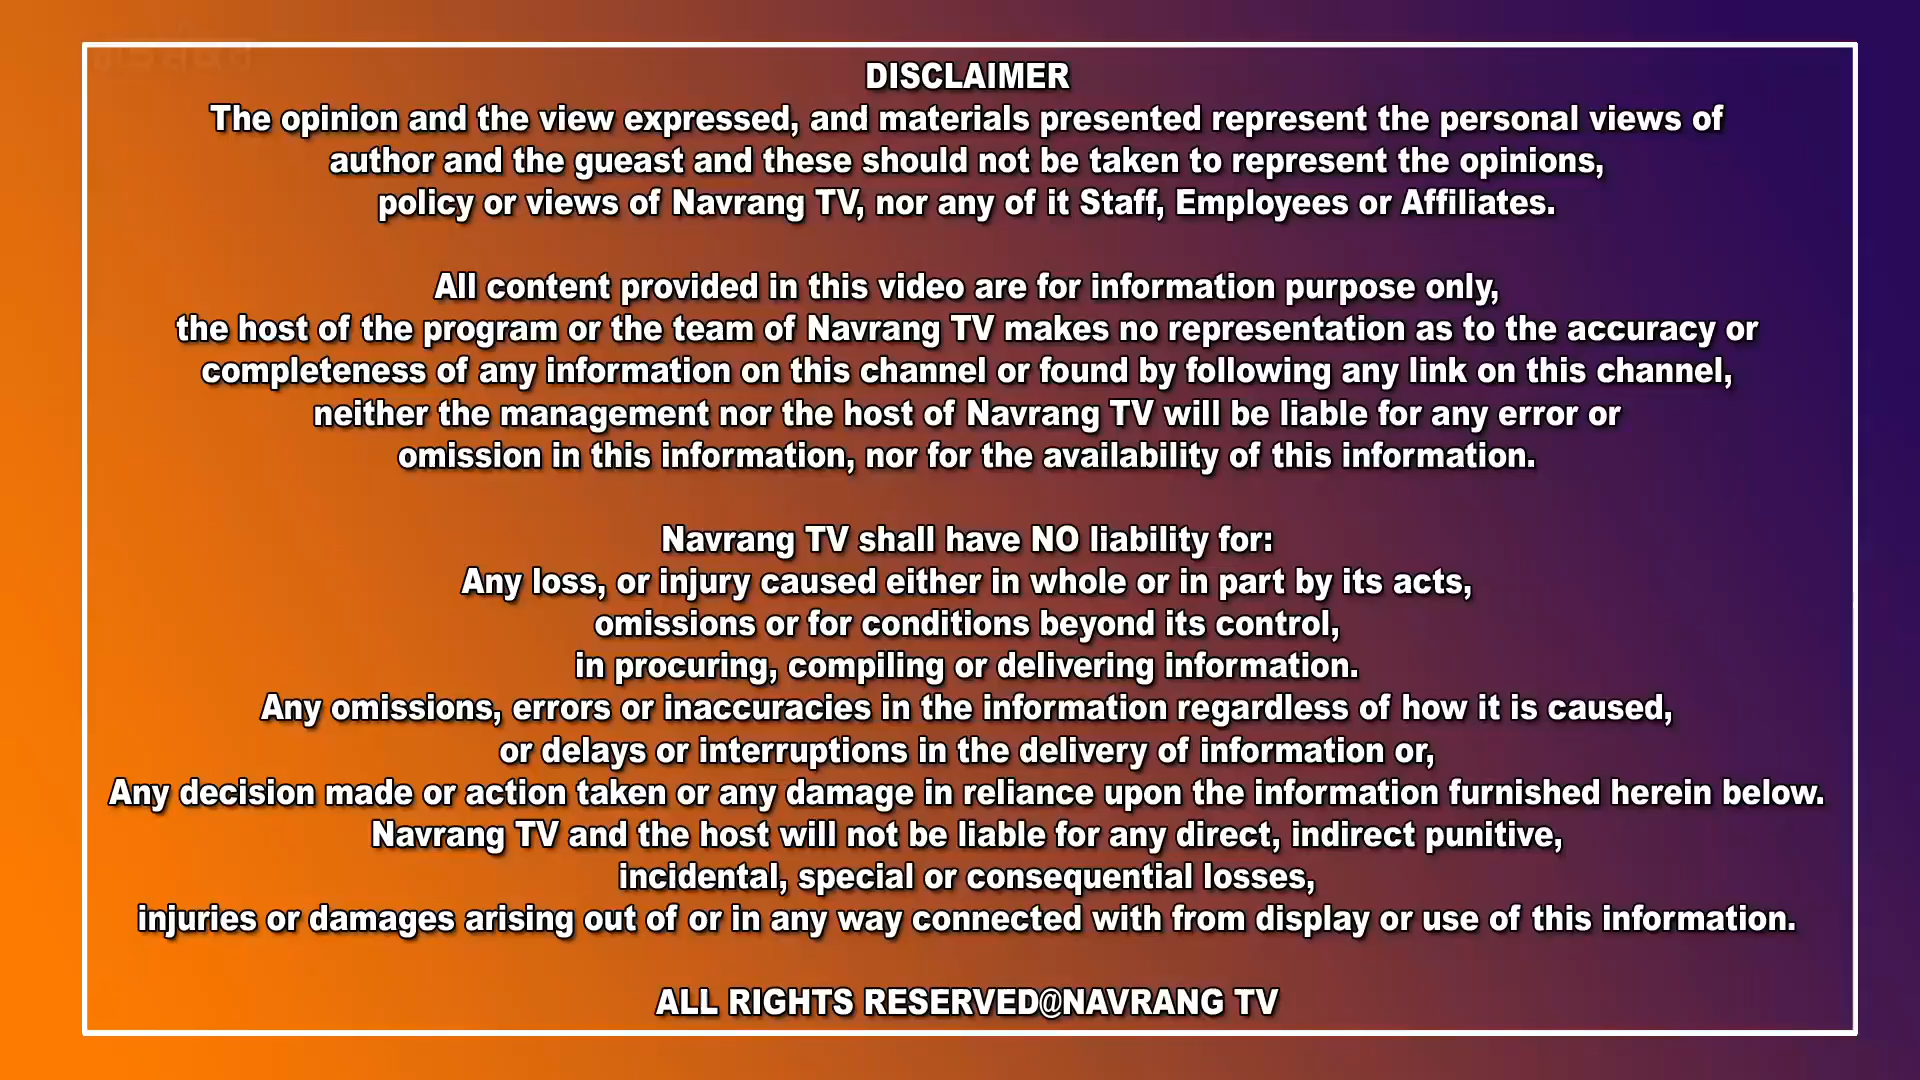 DISCLAIMER
The opinion and the view expressed, and materials presented represent the personal views of
author and the gueast and these should not be taken to represent the opinions,
policy or views of Navrang TV, nor any of it Staff, Employees or Affiliates.
All content provided in this video are for information purpose only,
the host of the program or the team of Navrang TV makes no representation as to the accuracy or
completeness of any information on this channel or found by following any link on this channel,
neither the management nor the host of Navrang TV will be liable for any error or
omission in this information, nor for the availability of this information.
Navrang TV shall have NO liability for:
Any loss, or injury caused either in whole or in part by its acts,
omissions or for conditions beyond its control,
in procuring, compiling or delivering information.
Any omissions, errors or inaccuracies in the information regardless of how it is caused,
or delays or interruptions in the delivery of information or,
Any decision made or action taken or any damage in reliance upon the information furnished herein below.
Navrang TV and the host will not be liable for any direct, indirect punitive,
incidental, special or consequential losses,
injuries or damages arising out of or in any way connected with from display or use of this information.
ALL RIGHTS RESERVED@NAVRANG TV